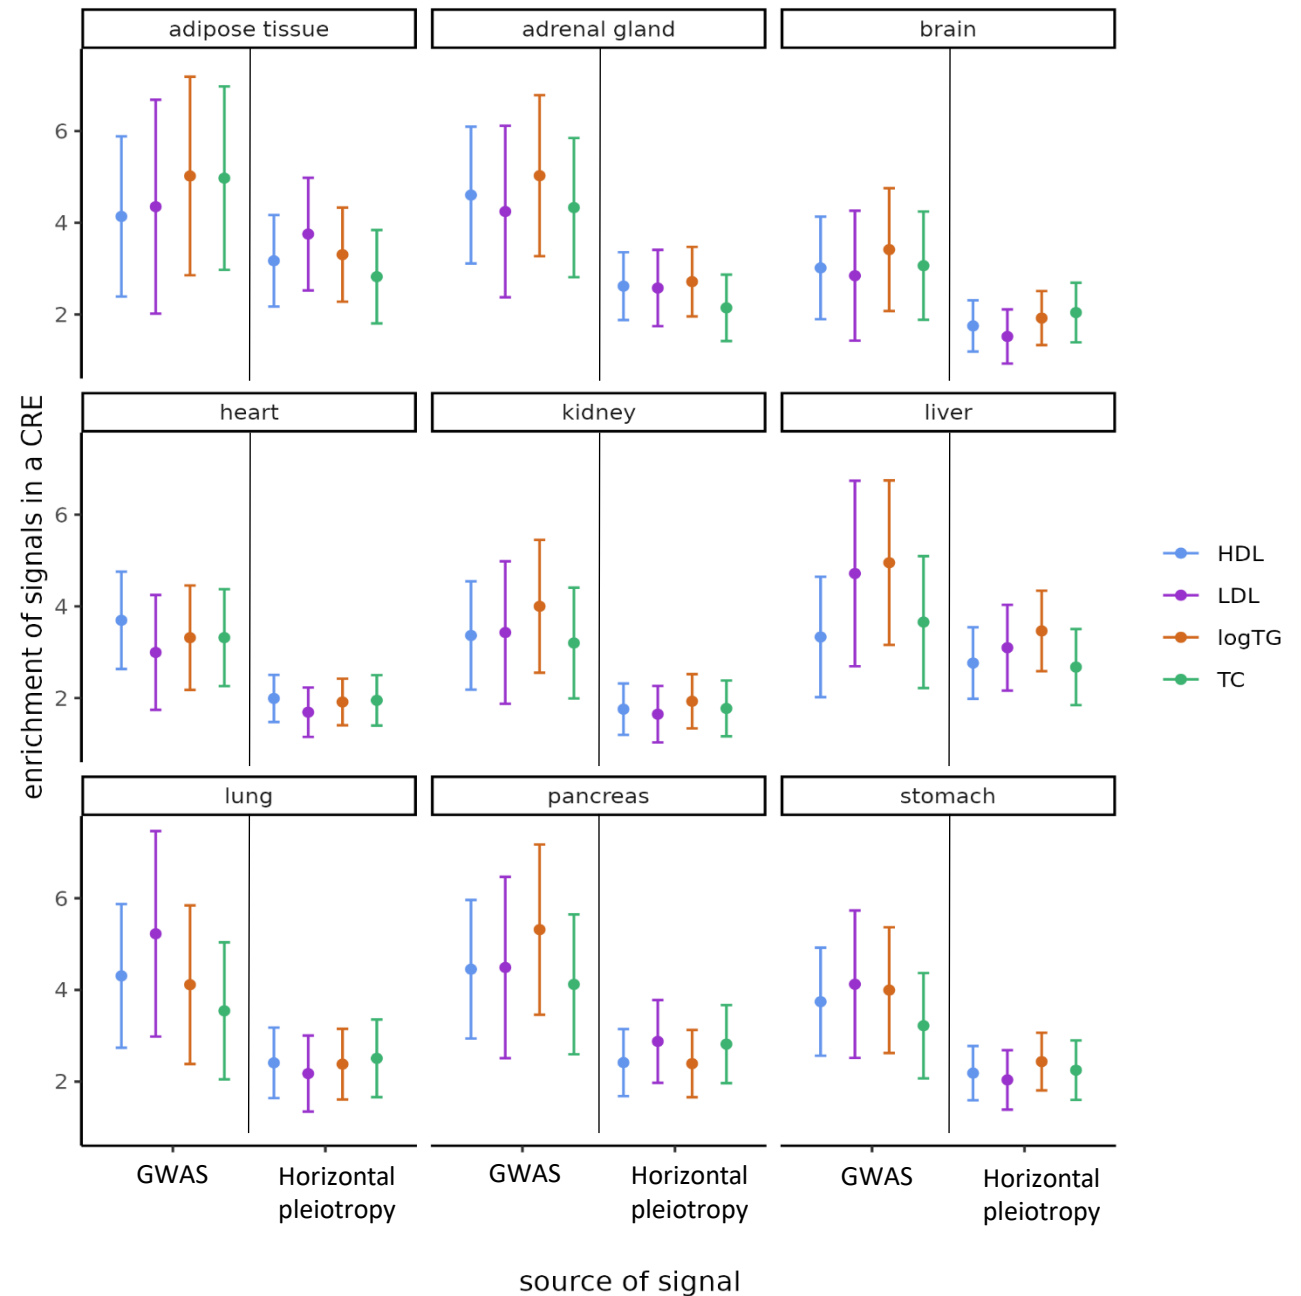 adipose tissue
adrenal gland
brain
6
4
2
heart
kidney
liver
6
4
2
lung
pancreas
stomach
6
4
2
GWAS
Horizontal
pleiotropy
GWAS
Horizontal
pleiotropy
GWAS
Horizontal
pleiotropy
source of signal
enrichment of signals in a CRE
HDL
LDL
logTG
TC